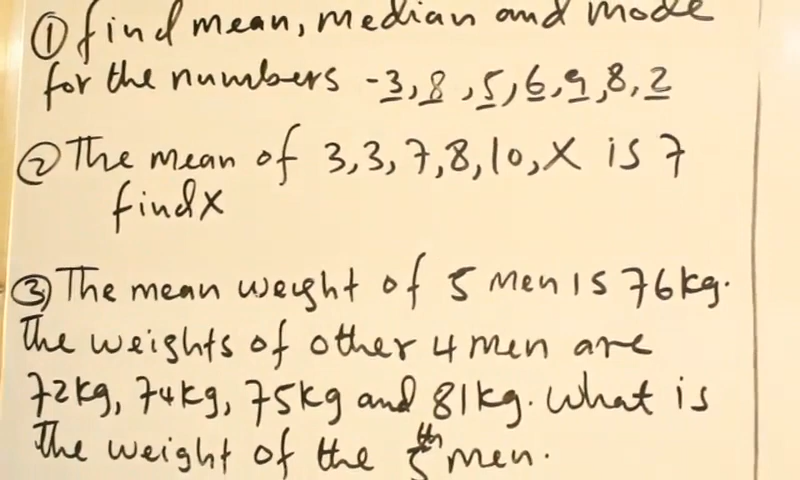 ① find mean, median and mode
for the numbers -3, 8, 5, 6, 9, 8, 2
② The mean of 3, 3, 7, 8, 10, X is 7
find X
③ The mean weight of 5 men is 76kg.
The weights of other 4 men are
72kg, 74kg, 75kg and 81kg. What is
the weight of the 5th men.